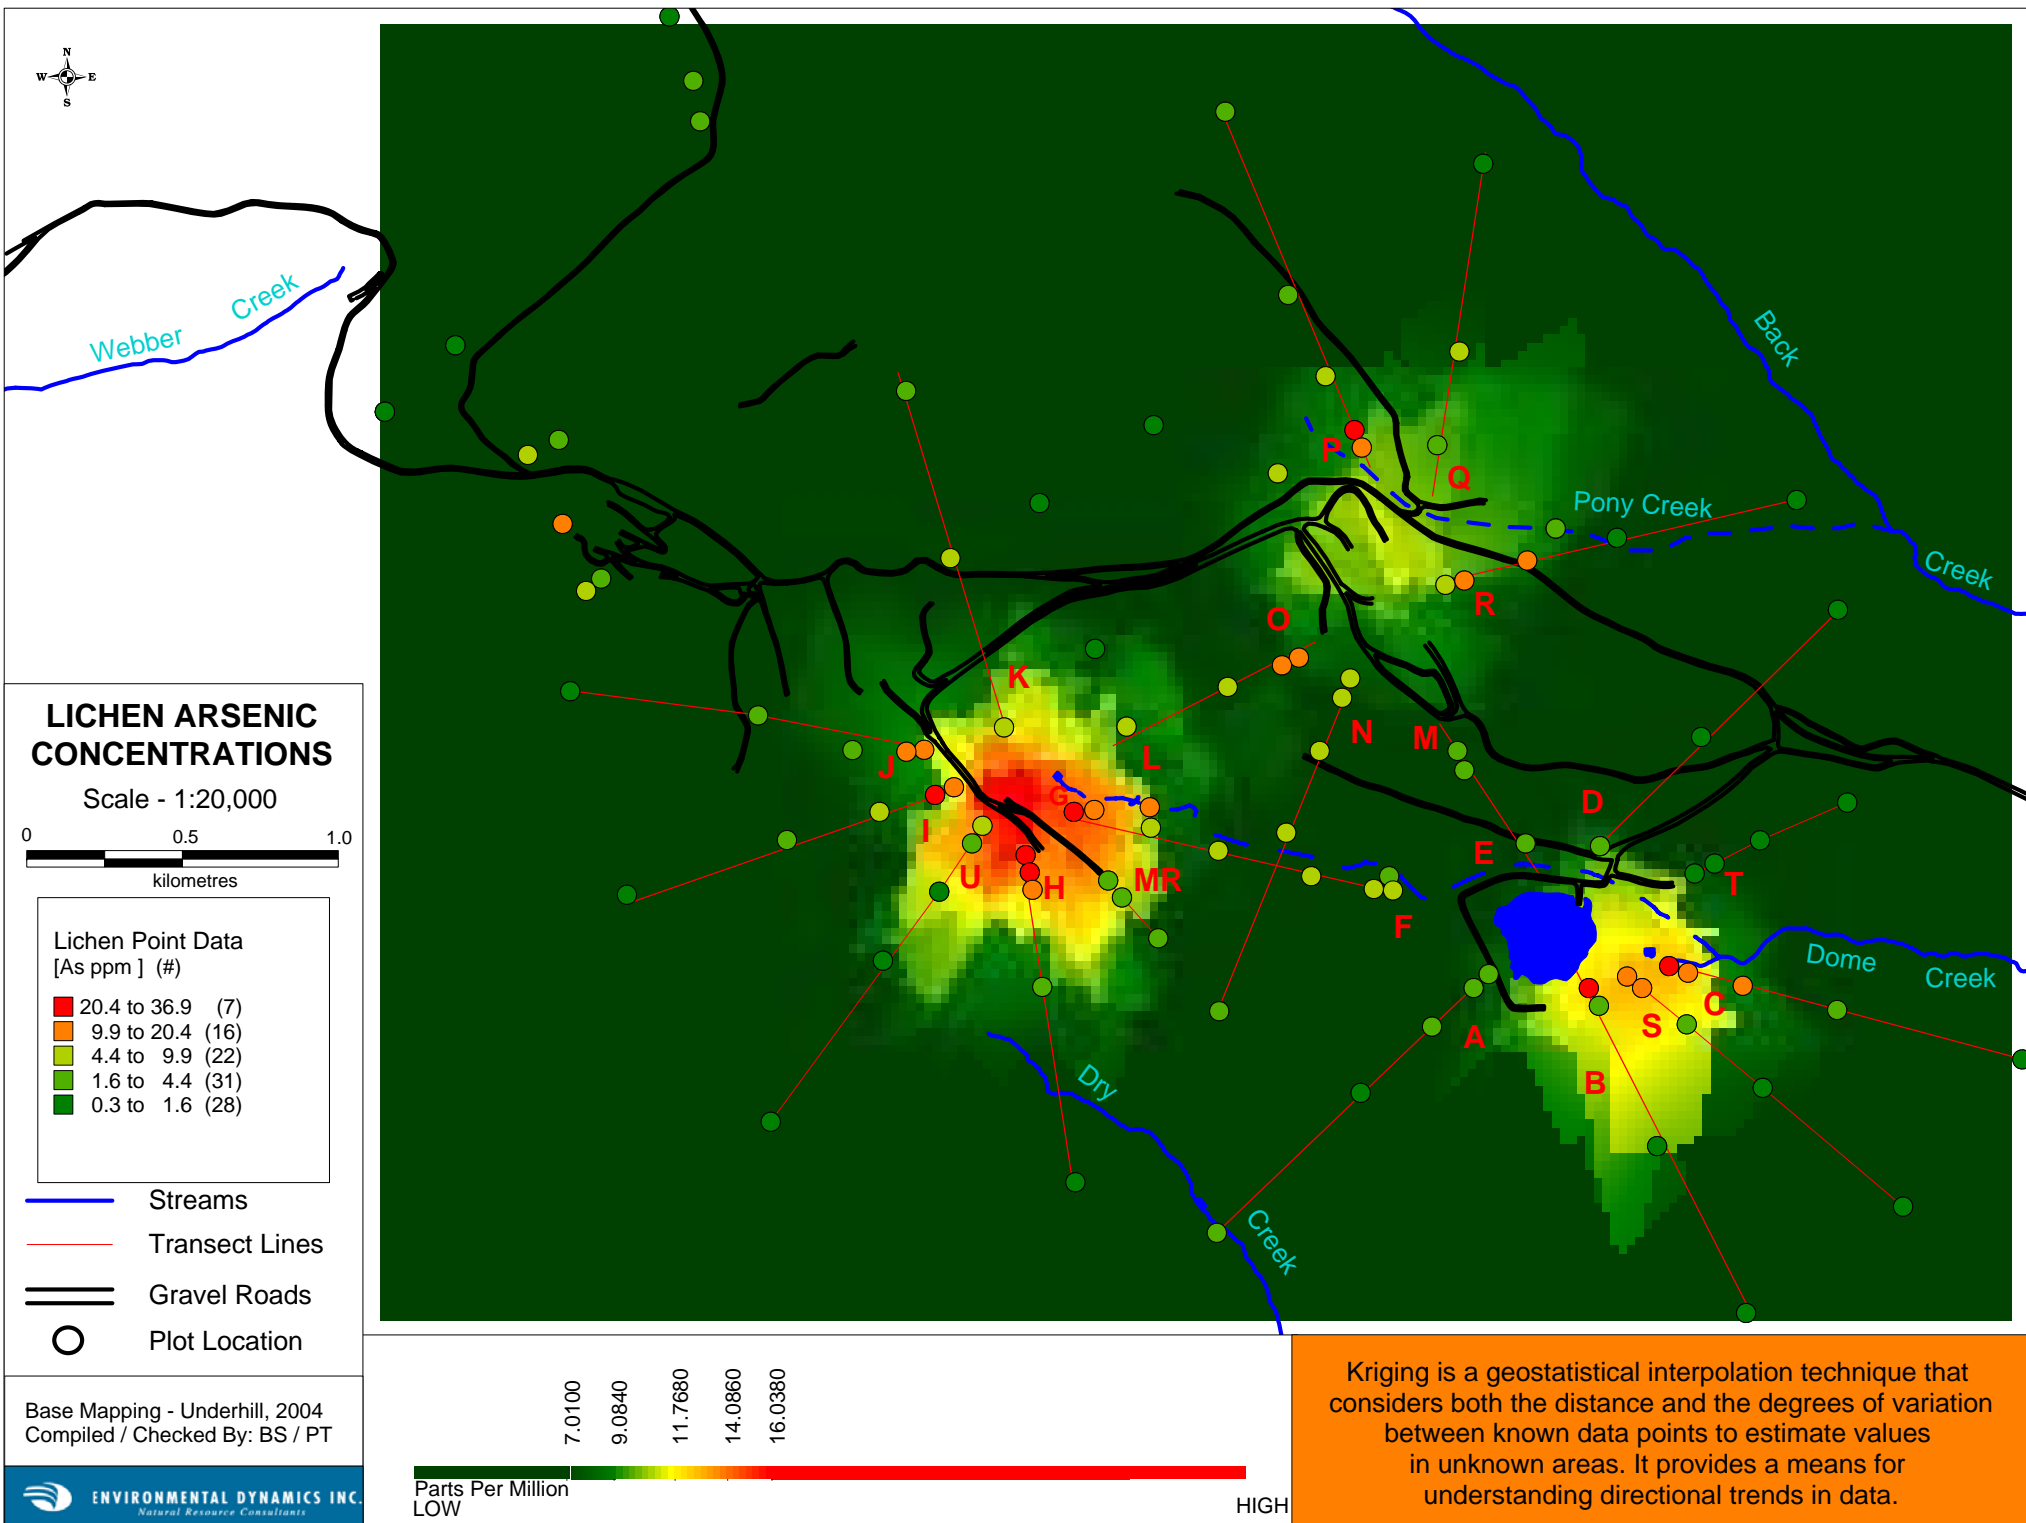 N
W E
S
Webber Creek
Back
Creek
Pony Creek
P
Q
R
O
K
N
M
L
J
G
D
I
E
U
H
MR
T
F
Dome
Creek
C
S
A
B
Dry
Creek
LICHEN ARSENIC
CONCENTRATIONS
Scale - 1:20,000
0 0.5 1.0
kilometres
Lichen Point Data
[As ppm ] (#)
20.4 to 36.9 (7)
9.9 to 20.4 (16)
4.4 to 9.9 (22)
1.6 to 4.4 (31)
0.3 to 1.6 (28)
Streams
Transect Lines
Gravel Roads
Plot Location
Base Mapping - Underhill, 2004
Compiled / Checked By: BS / PT
ENVIRONMENTAL DYNAMICS INC.
Natural Resource Consultants
7.0100
9.0840
11.7680
14.0860
16.0380
Parts Per Million
LOW HIGH
Kriging is a geostatistical interpolation technique that
considers both the distance and the degrees of variation
between known data points to estimate values
in unknown areas. It provides a means for
understanding directional trends in data.